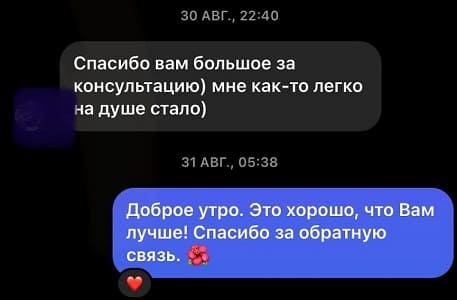 30 АВГ., 22:40
Спасибо вам большое за
консультацию) мне как-то легко
на душе стало)
31 АВГ., 05:38
Доброе утро. Это хорошо, что Вам
лучше! Спасибо за обратную
связь. 🌺
❤️